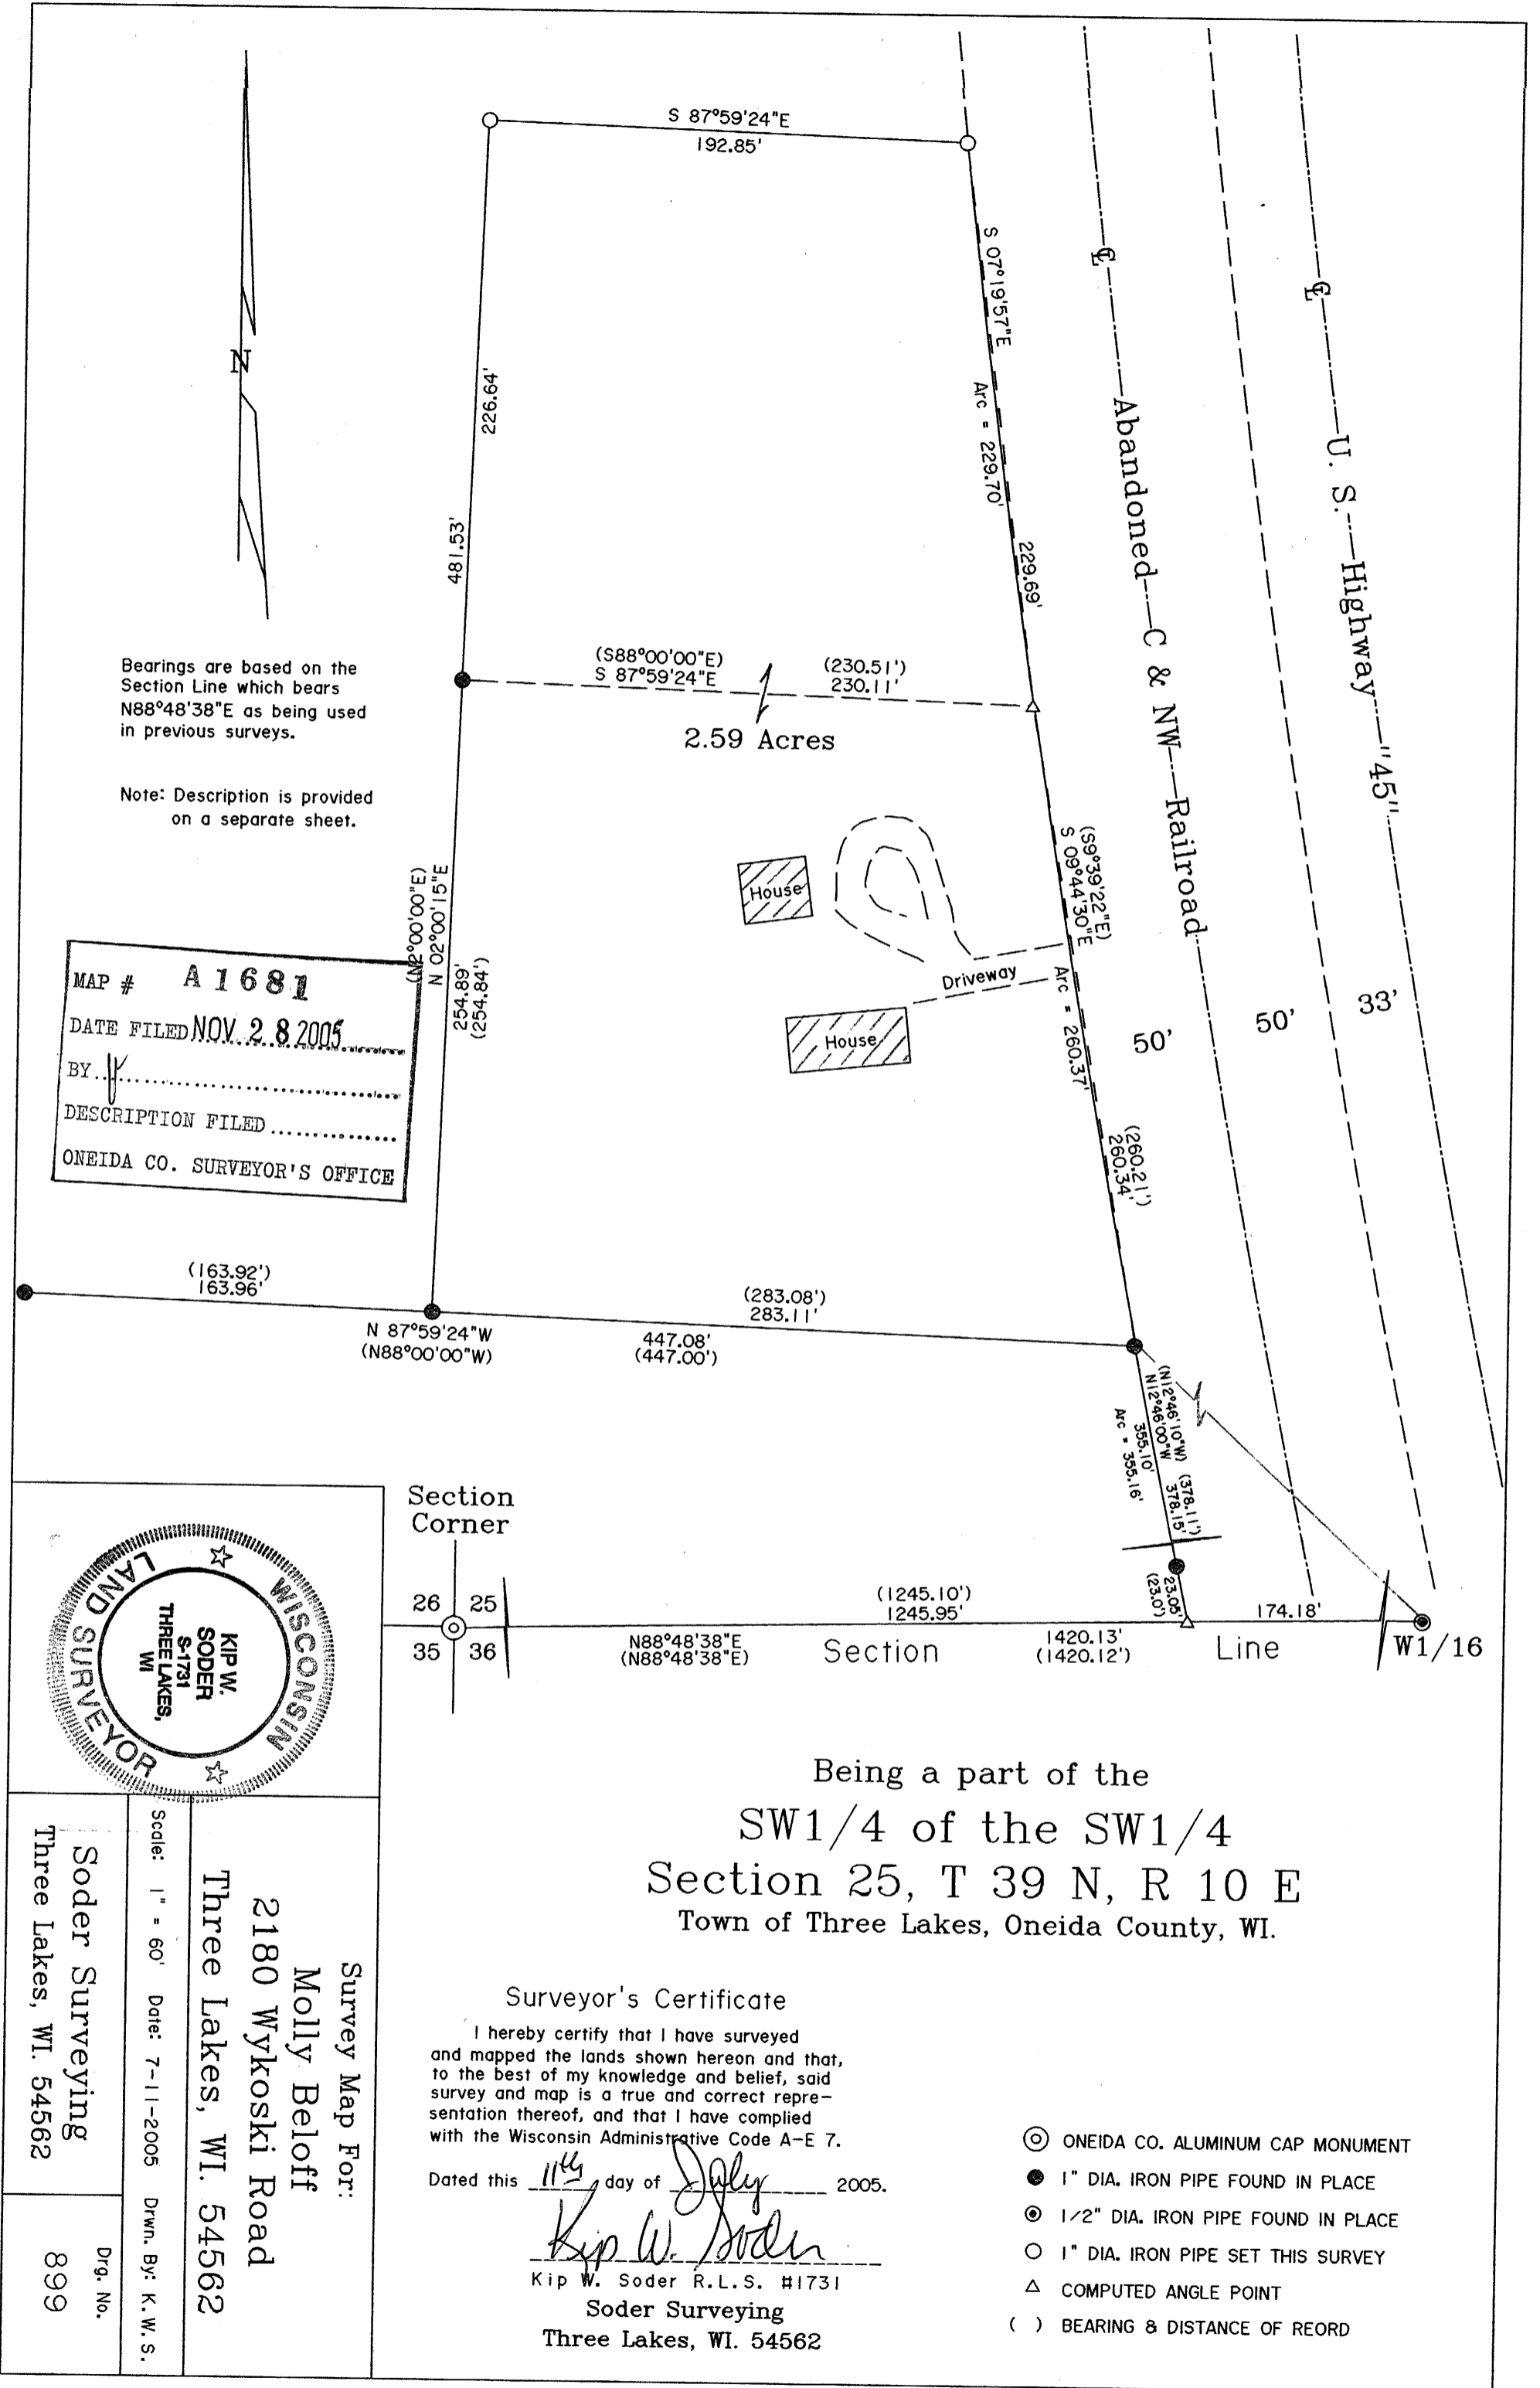 S 87°59'24"E
192.85'
N
226.64'
481.53'
S 07°19'57"E
Arc = 229.70'
229.69'
℄
Abandoned C & NW Railroad
℄
U. S. Highway "45"
Bearings are based on the
Section Line which bears
N88°48'38"E as being used
in previous surveys.
Note: Description is provided
on a separate sheet.
(S88°00'00"E)
S 87°59'24"E
(230.51')
230.11'
2.59 Acres
House
House
Driveway
(S9°39'22"E)
S 09°44'30"E
Arc = 260.37'
(260.21')
260.34'
50'
50'
33'
(N2°00'00"E)
N 02°00'15"E
254.89'
(254.84')
MAP # A 1681
DATE FILED NOV. 28 2005
BY
DESCRIPTION FILED
ONEIDA CO. SURVEYOR'S OFFICE
(163.92')
163.96'
(283.08')
283.11'
N 87°59'24"W
(N88°00'00"W)
447.08'
(447.00')
(N12°46'10"W) (378.11')
N12°46'00"W 378.15'
355.10'
Arc = 355.16'
23.05'
(23.0')
Section
Corner
26 25
35 36
(1245.10')
1245.95'
174.18'
N88°48'38"E
(N88°48'38"E)
Section
1420.13'
(1420.12')
Line
W1/16
WISCONSIN
LAND SURVEYOR
KIP W.
SODER
S-1731
THREE LAKES,
WI
Being a part of the
SW1/4 of the SW1/4
Section 25, T 39 N, R 10 E
Town of Three Lakes, Oneida County, WI.
Surveyor's Certificate
I hereby certify that I have surveyed
and mapped the lands shown hereon and that,
to the best of my knowledge and belief, said
survey and map is a true and correct repre-
sentation thereof, and that I have complied
with the Wisconsin Administrative Code A-E 7.
Dated this 11th day of July 2005.
Kip W. Soder
Kip W. Soder R.L.S. #1731
Soder Surveying
Three Lakes, WI. 54562
ONEIDA CO. ALUMINUM CAP MONUMENT
1" DIA. IRON PIPE FOUND IN PLACE
1/2" DIA. IRON PIPE FOUND IN PLACE
1" DIA. IRON PIPE SET THIS SURVEY
COMPUTED ANGLE POINT
( ) BEARING & DISTANCE OF REORD
Survey Map For:
Molly Beloff
2180 Wykoski Road
Three Lakes, WI. 54562
Scale: 1" = 60' Date: 7-11-2005 Drwn. By: K. W. S.
Soder Surveying
Three Lakes, WI. 54562
Drg. No.
899